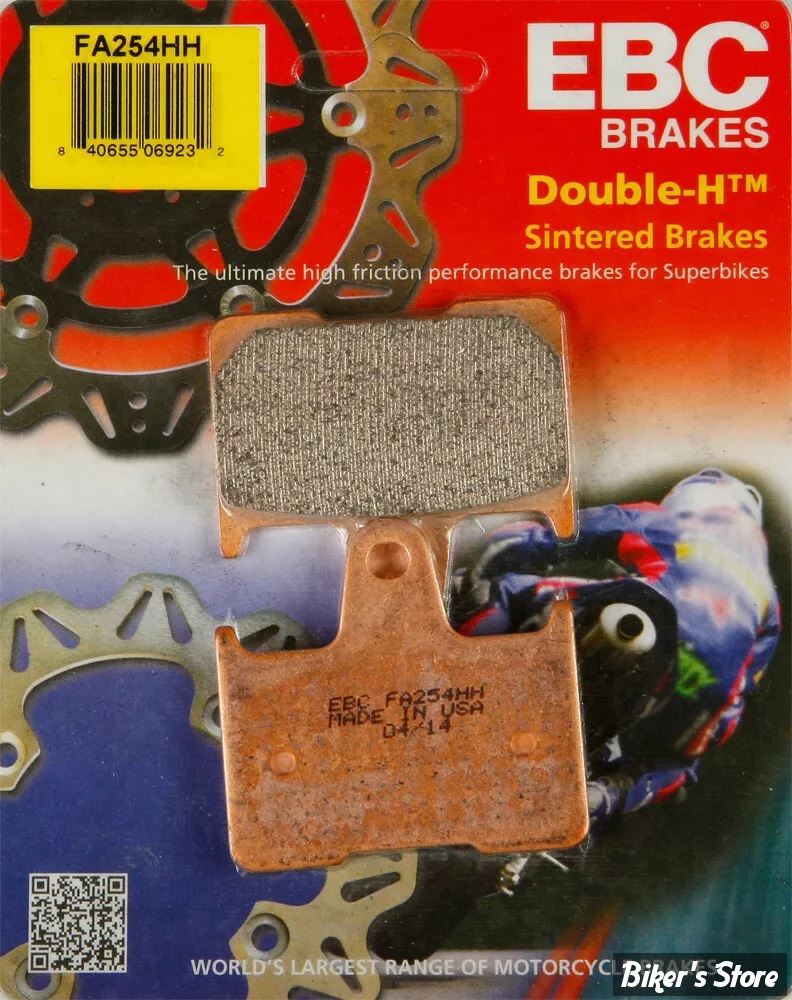 FA254HH
8 40655 06923 2
EBC®
BRAKES
Double-H™
Sintered Brakes
The ultimate high friction performance brakes for Superbikes
EBC FA254HH
MADE IN USA
04/14
WORLD'S LARGEST RANGE OF MOTORCYCLE BRAKES
Biker's Store